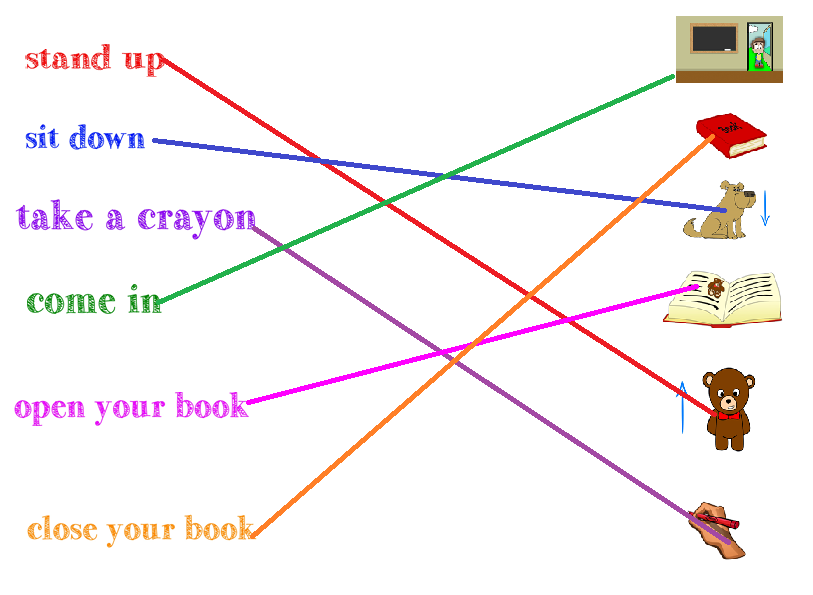 stand up
sit down
take a crayon
come in
open your book
close your book